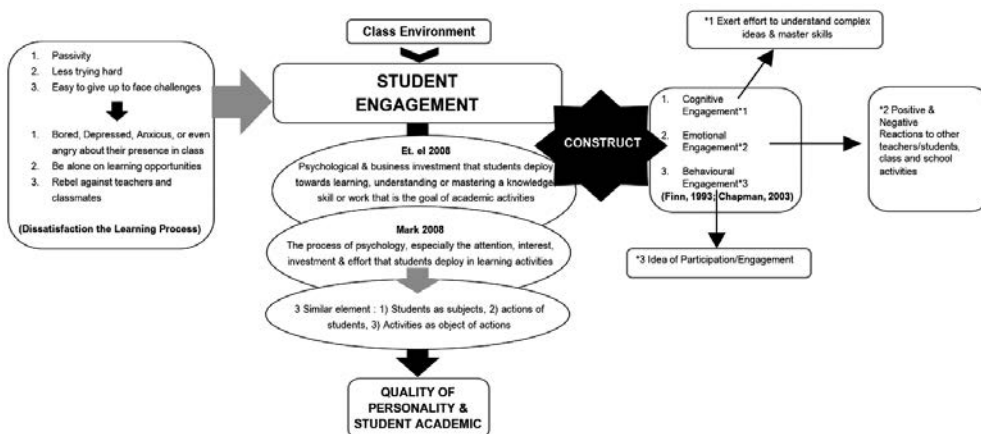 Class Environment
STUDENT
ENGAGEMENT
1. Passivity
2. Less trying hard
3. Easy to give up to face challenges
1. Bored, Depressed, Anxious, or even
angry about their presence in class
2. Be alone on learning opportunities
3. Rebel against teachers and
classmates
(Dissatisfaction the Learning Process)
Et. el 2008
Psychological & business investment that students deploy
towards learning, understanding or mastering a knowledge,
skill or work that is the goal of academic activities
Mark 2008
The process of psychology, especially the attention, interest,
investment & effort that students deploy in learning activities
3 Similar element : 1) Students as subjects, 2) actions of
students, 3) Activities as object of actions
QUALITY OF
PERSONALITY &
STUDENT ACADEMIC
CONSTRUCT
1. Cognitive
Engagement*1
2. Emotional
Engagement*2
3. Behavioural
Engagement*3
(Finn, 1993; Chapman, 2003)
*1 Exert effort to understand complex
ideas & master skills
*2 Positive &
Negative
Reactions to other
teachers/students,
class and school
activities
*3 Idea of Participation/Engagement